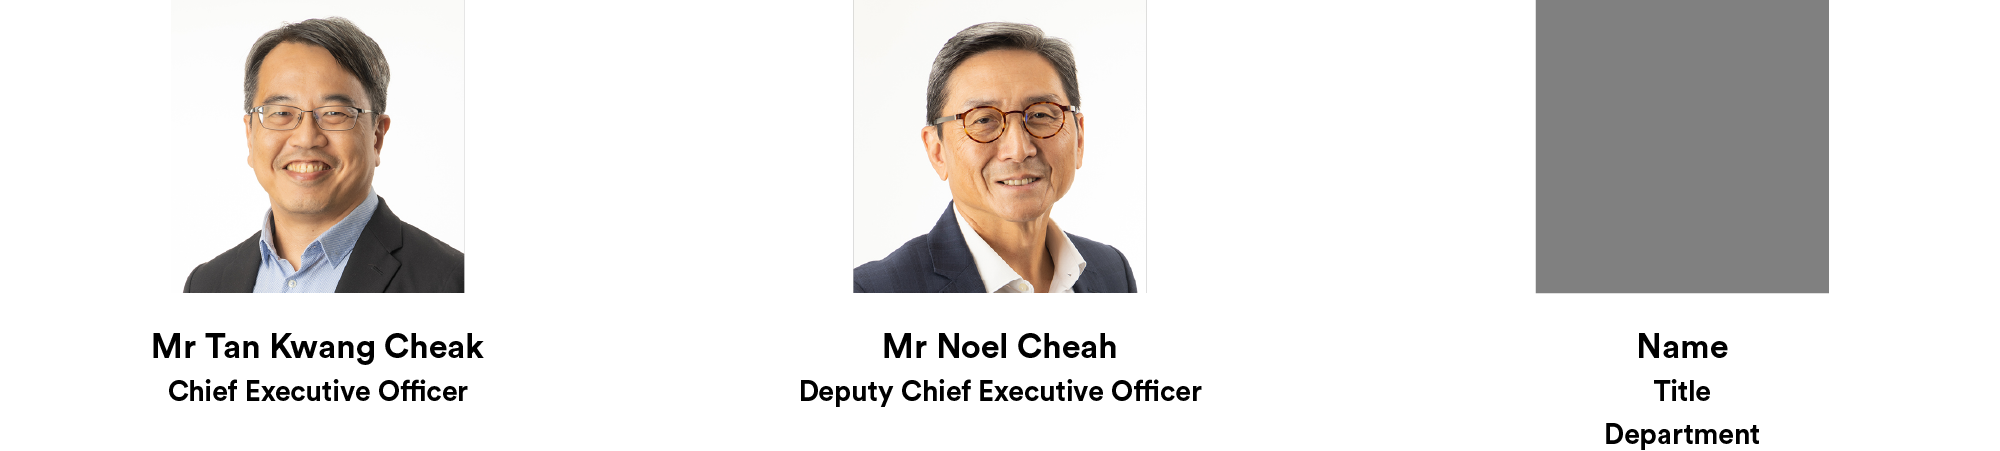 Mr Tan Kwang Cheak
Chief Executive Officer
Mr Noel Cheah
Deputy Chief Executive Officer
Name
Title
Department